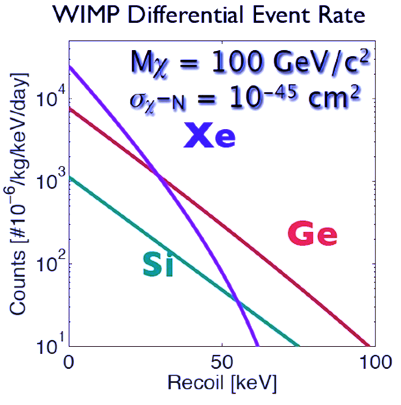 WIMP Differential Event Rate
Mχ = 100 GeV/c²
σχ-N = 10⁻⁴⁵ cm²
Xe
Ge
Si
Counts [#10⁻⁶/kg/keV/day]
10⁴
10³
10²
10¹
0
50
100
Recoil [keV]